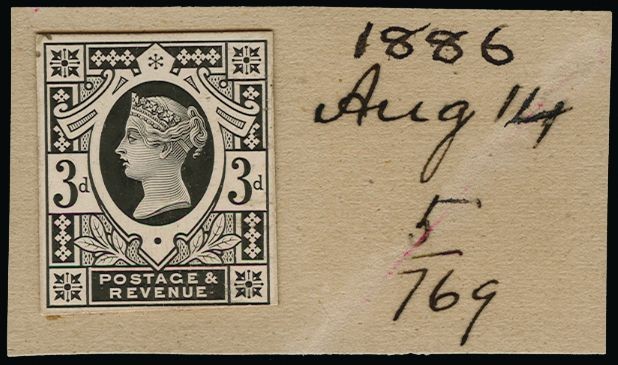 3d 3d
POSTAGE &
REVENUE
1886
Aug 14
5
769